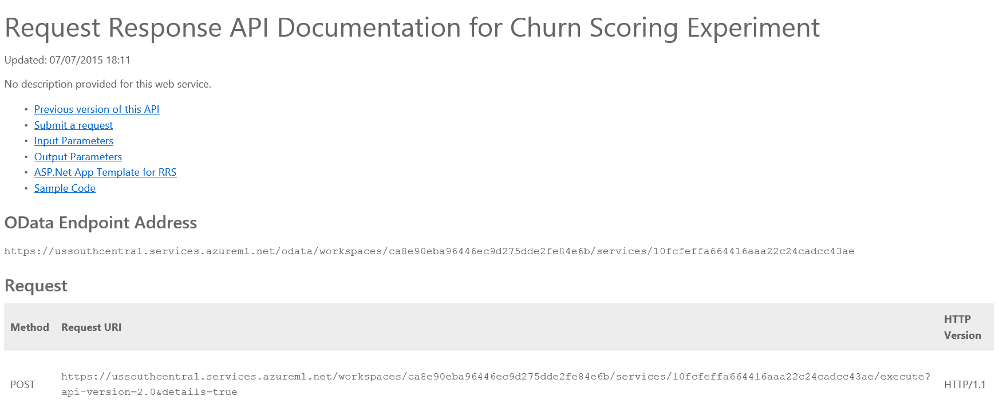 Request Response API Documentation for Churn Scoring Experiment
Updated: 07/07/2015 18:11
No description provided for this web service.
• Previous version of this API
• Submit a request
• Input Parameters
• Output Parameters
• ASP.Net App Template for RRS
• Sample Code
OData Endpoint Address
https://ussouthcentral.services.azureml.net/odata/workspaces/ca8e90eba96446ec9d275dde2fe84e6b/services/10fcfeffa664416aaa22c24cadcc43ae
Request
Method Request URI HTTP
Version
POST https://ussouthcentral.services.azureml.net/workspaces/ca8e90eba96446ec9d275dde2fe84e6b/services/10fcfeffa664416aaa22c24cadcc43ae/execute?
api-version=2.0&details=true HTTP/1.1